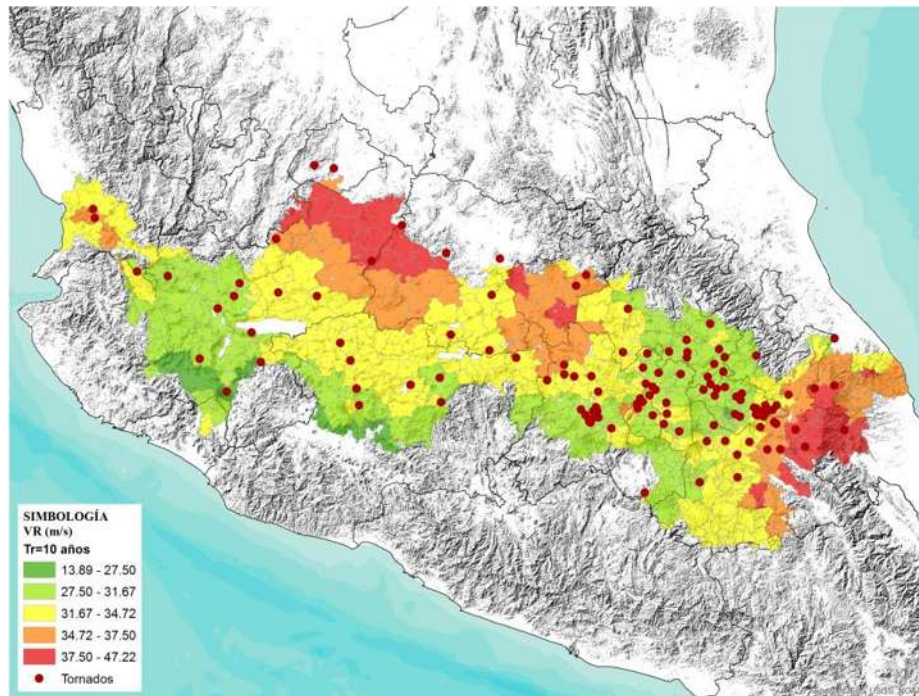 SIMBOLOGÍA
VR (m/s)
Tr=10 años
13.89 - 27.50
27.50 - 31.67
31.67 - 34.72
34.72 - 37.50
37.50 - 47.22
Tornados